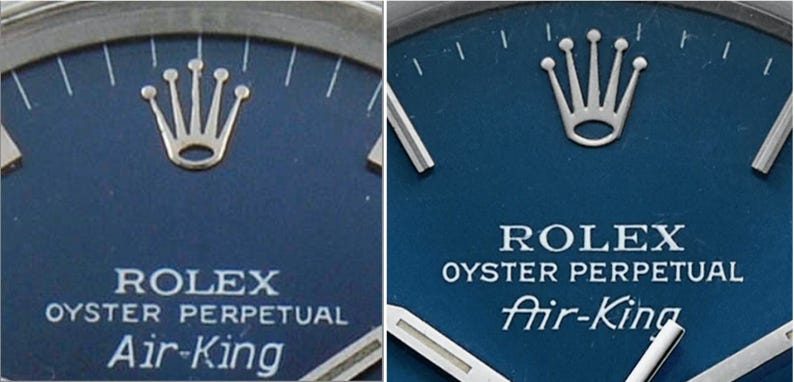 ROLEX
OYSTER PERPETUAL
Air-King
ROLEX
OYSTER PERPETUAL
Air-King